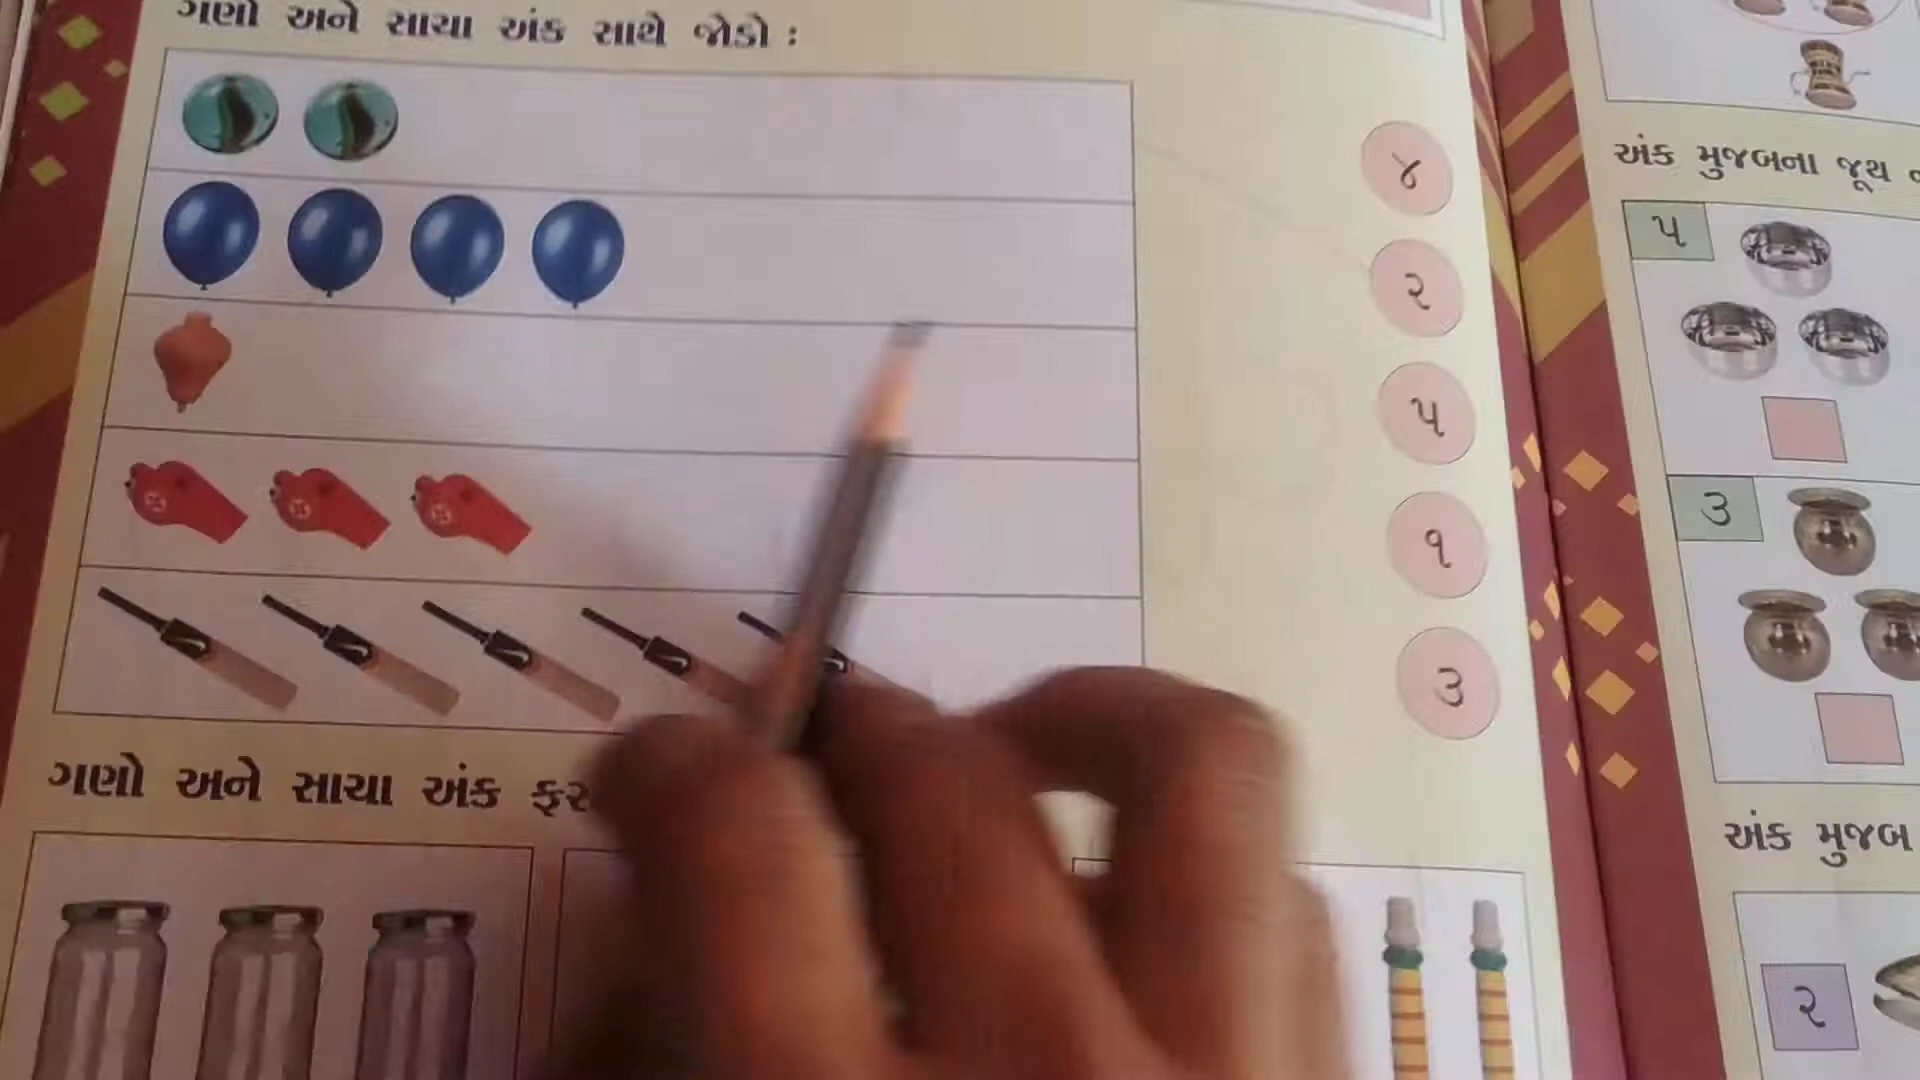 ગણો અને સાચા અંક સાથે જોડો :
૪
૨
૫
૧
૩
ગણો અને સાચા અંક
અંક મુજબના જૂથ
૫
૩
અંક મુજબ
૨